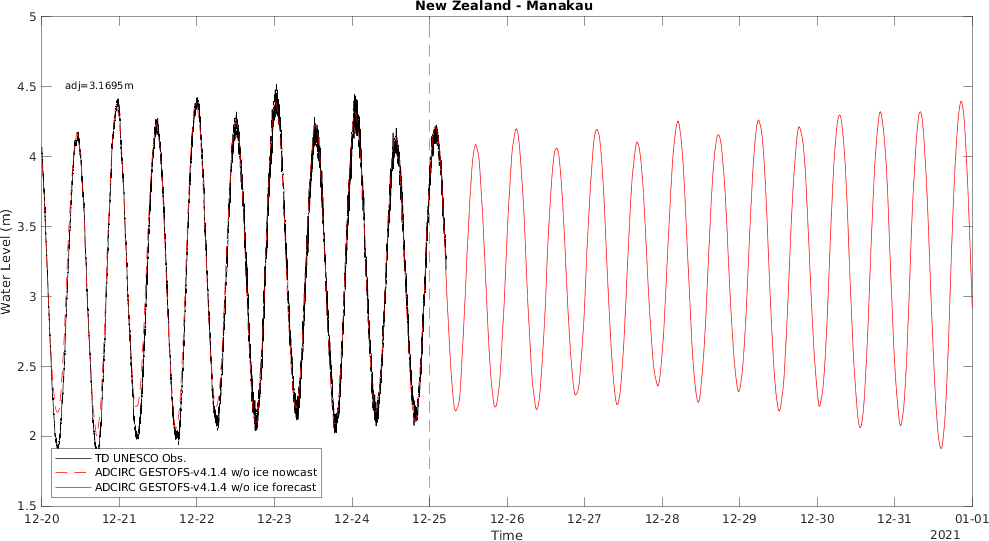 New Zealand - Manakau
5
4.5
4
3.5
3
2.5
2
1.5
Water Level (m)
adj=3.1695m
TD UNESCO Obs.
ADCIRC GESTOFS-v4.1.4 w/o ice nowcast
ADCIRC GESTOFS-v4.1.4 w/o ice forecast
12-20 12-21 12-22 12-23 12-24 12-25 12-26 12-27 12-28 12-29 12-30 12-31 01-01
Time
2021